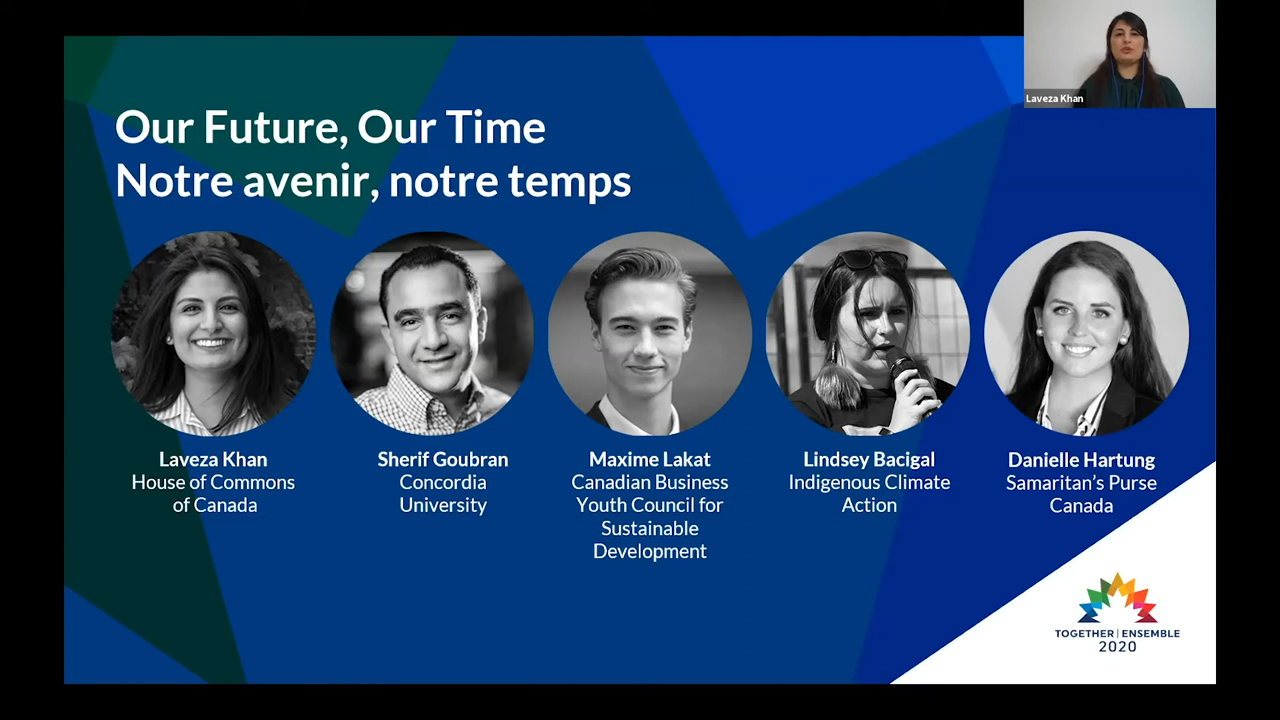 Laveza Khan
Our Future, Our Time
Notre avenir, notre temps
Laveza Khan
House of Commons
of Canada
Sherif Goubran
Concordia
University
Maxime Lakat
Canadian Business
Youth Council for
Sustainable
Development
Lindsey Bacigal
Indigenous Climate
Action
Danielle Hartung
Samaritan's Purse
Canada
TOGETHER | ENSEMBLE
2020